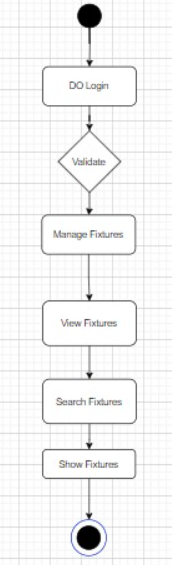 DO Login
Validate
Manage Fixtures
View Fixtures
Search Fixtures
Show Fixtures